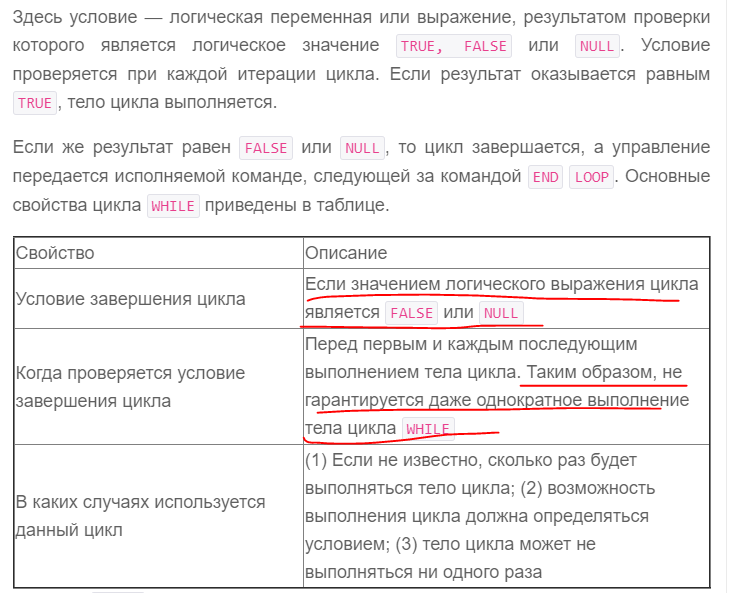 Здесь условие — логическая переменная или выражение, результатом проверки
которого является логическое значение TRUE, FALSE или NULL. Условие
проверяется при каждой итерации цикла. Если результат оказывается равным
TRUE, тело цикла выполняется.
Если же результат равен FALSE или NULL, то цикл завершается, а управление
передается исполняемой команде, следующей за командой END LOOP. Основные
свойства цикла WHILE приведены в таблице.
Свойство Описание
Условие завершения цикла
Если значением логического выражения цикла
является FALSE или NULL
Когда проверяется условие
завершения цикла
Перед первым и каждым последующим
выполнением тела цикла. Таким образом, не
гарантируется даже однократное выполнение
тела цикла WHILE
В каких случаях используется
данный цикл
(1) Если не известно, сколько раз будет
выполняться тело цикла; (2) возможность
выполнения цикла должна определяться
условием; (3) тело цикла может не
выполняться ни одного раза